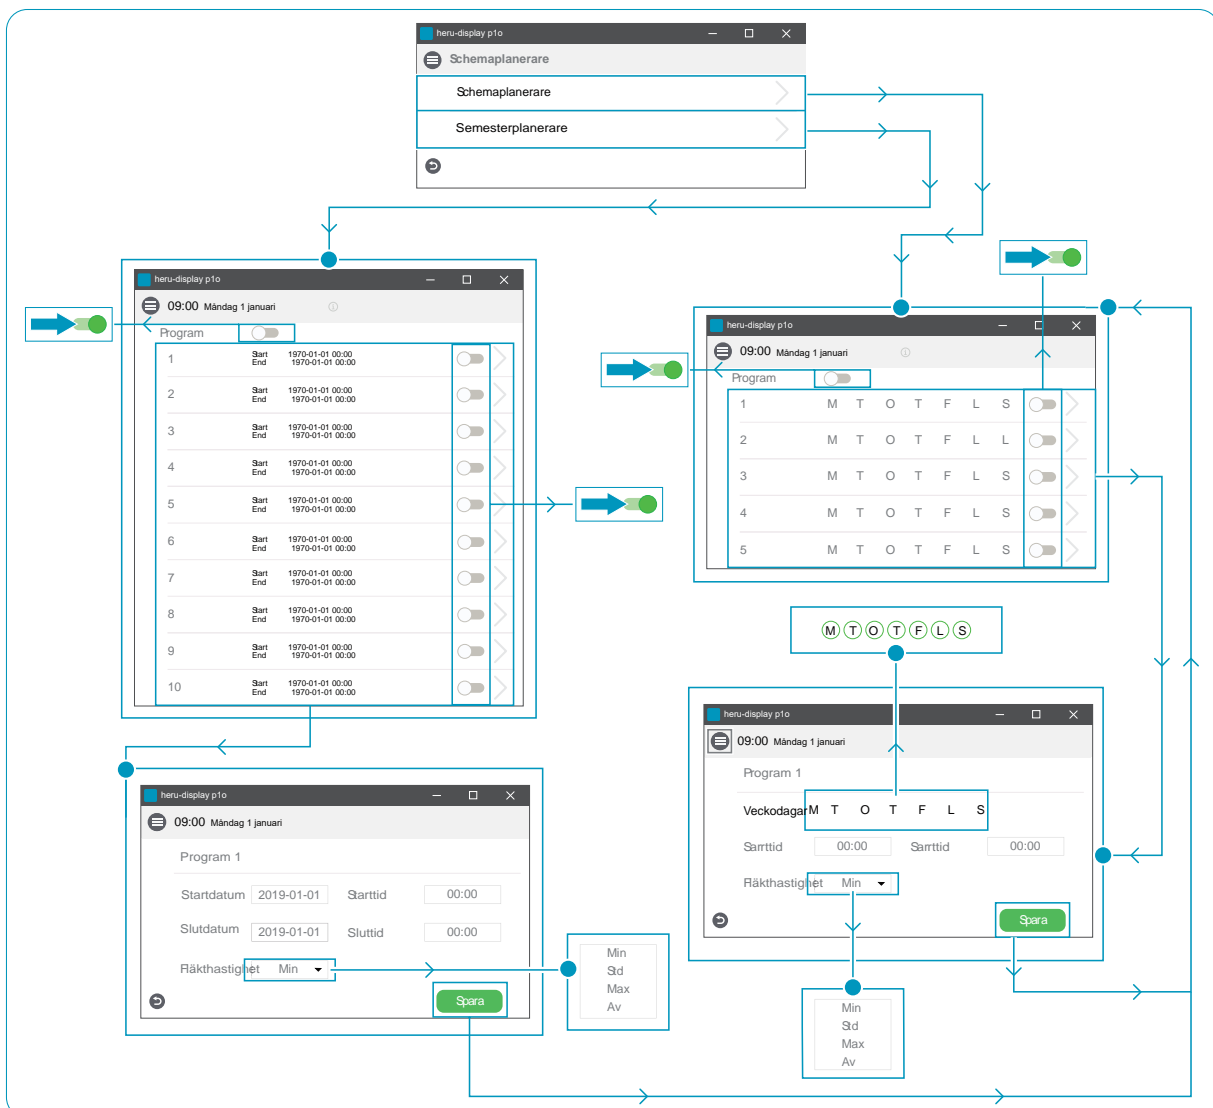 heru-display p1o
Schemaplanerare
Schemaplanerare
Semesterplanerare
heru-display p1o
09:00 Måndag 1 januari
Program
1 Start 1970-01-01 00:00
End 1970-01-01 00:00
2 Start 1970-01-01 00:00
End 1970-01-01 00:00
3 Start 1970-01-01 00:00
End 1970-01-01 00:00
4 Start 1970-01-01 00:00
End 1970-01-01 00:00
5 Start 1970-01-01 00:00
End 1970-01-01 00:00
6 Start 1970-01-01 00:00
End 1970-01-01 00:00
7 Start 1970-01-01 00:00
End 1970-01-01 00:00
8 Start 1970-01-01 00:00
End 1970-01-01 00:00
9 Start 1970-01-01 00:00
End 1970-01-01 00:00
10 Start 1970-01-01 00:00
End 1970-01-01 00:00
heru-display p1o
09:00 Måndag 1 januari
Program
1 M T O T F L S
2 M T O T F L L
3 M T O T F L S
4 M T O T F L S
5 M T O T F L S
M T O T F L S
heru-display p1o
09:00 Måndag 1 januari
Program 1
Veckodagar M T O T F L S
Sarrttid 00:00 Sarrttid 00:00
Fläkthastighet Min
Spara
Min
Std
Max
Av
heru-display p1o
09:00 Måndag 1 januari
Program 1
Startdatum 2019-01-01 Starttid 00:00
Slutdatum 2019-01-01 Sluttid 00:00
Fläkthastighet Min
Spara
Min
Std
Max
Av